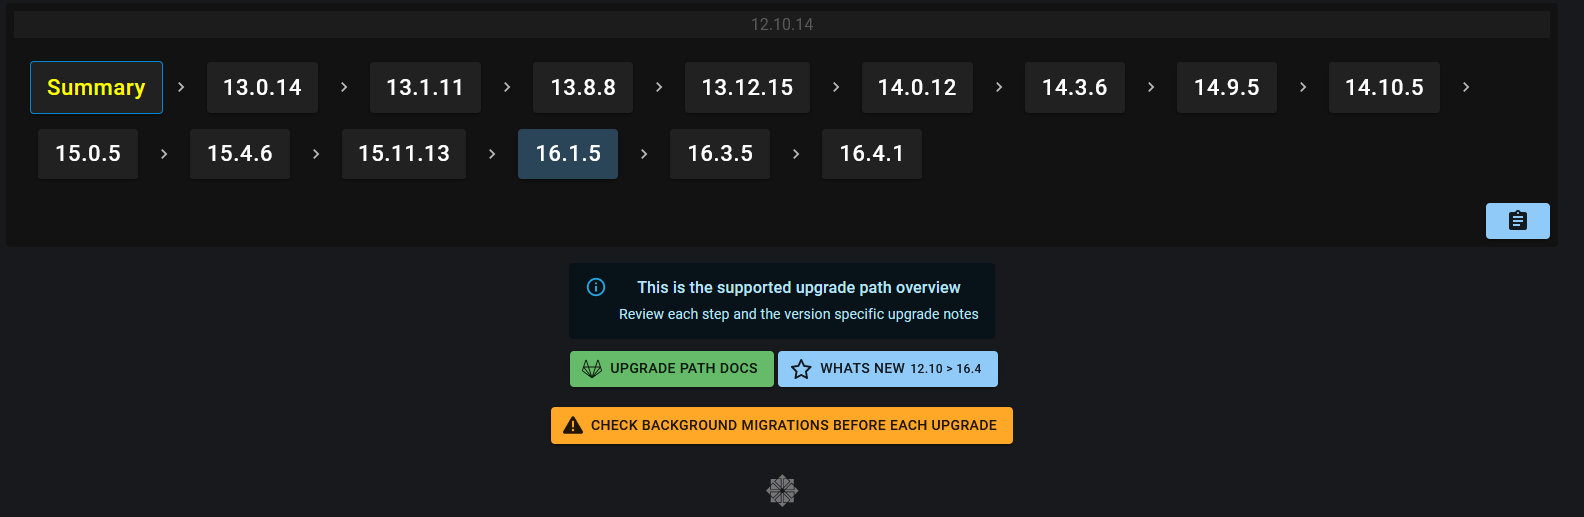 12.10.14
Summary > 13.0.14 > 13.1.11 > 13.8.8 > 13.12.15 > 14.0.12 > 14.3.6 > 14.9.5 > 14.10.5 >
15.0.5 > 15.4.6 > 15.11.13 > 16.1.5 > 16.3.5 > 16.4.1
This is the supported upgrade path overview
Review each step and the version specific upgrade notes
UPGRADE PATH DOCS WHATS NEW 12.10 > 16.4
CHECK BACKGROUND MIGRATIONS BEFORE EACH UPGRADE